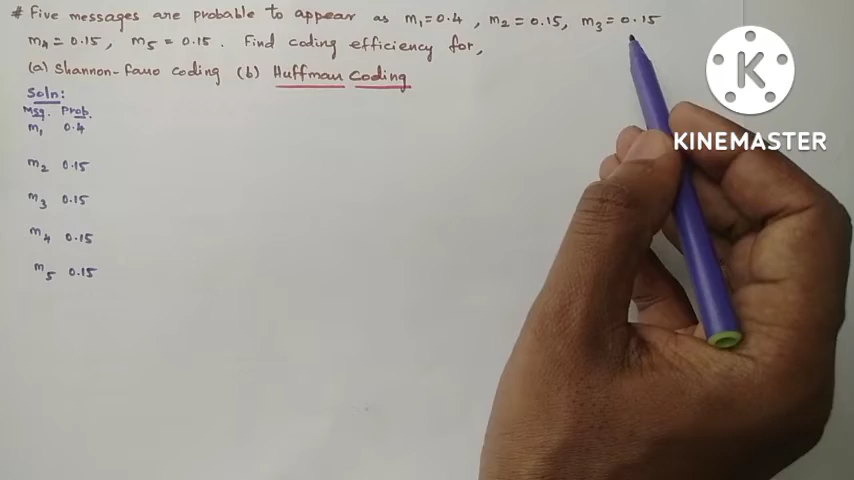 # Five messages are probable to appear as m₁=0.4, m₂=0.15, m₃=0.15
m₄=0.15, m₅=0.15. Find coding efficiency for,
(a) Shannon-Fano coding (b) Huffman Coding
Soln:
Msg. Prob.
m₁ 0.4
m₂ 0.15
m₃ 0.15
m₄ 0.15
m₅ 0.15
K
KINEMASTER